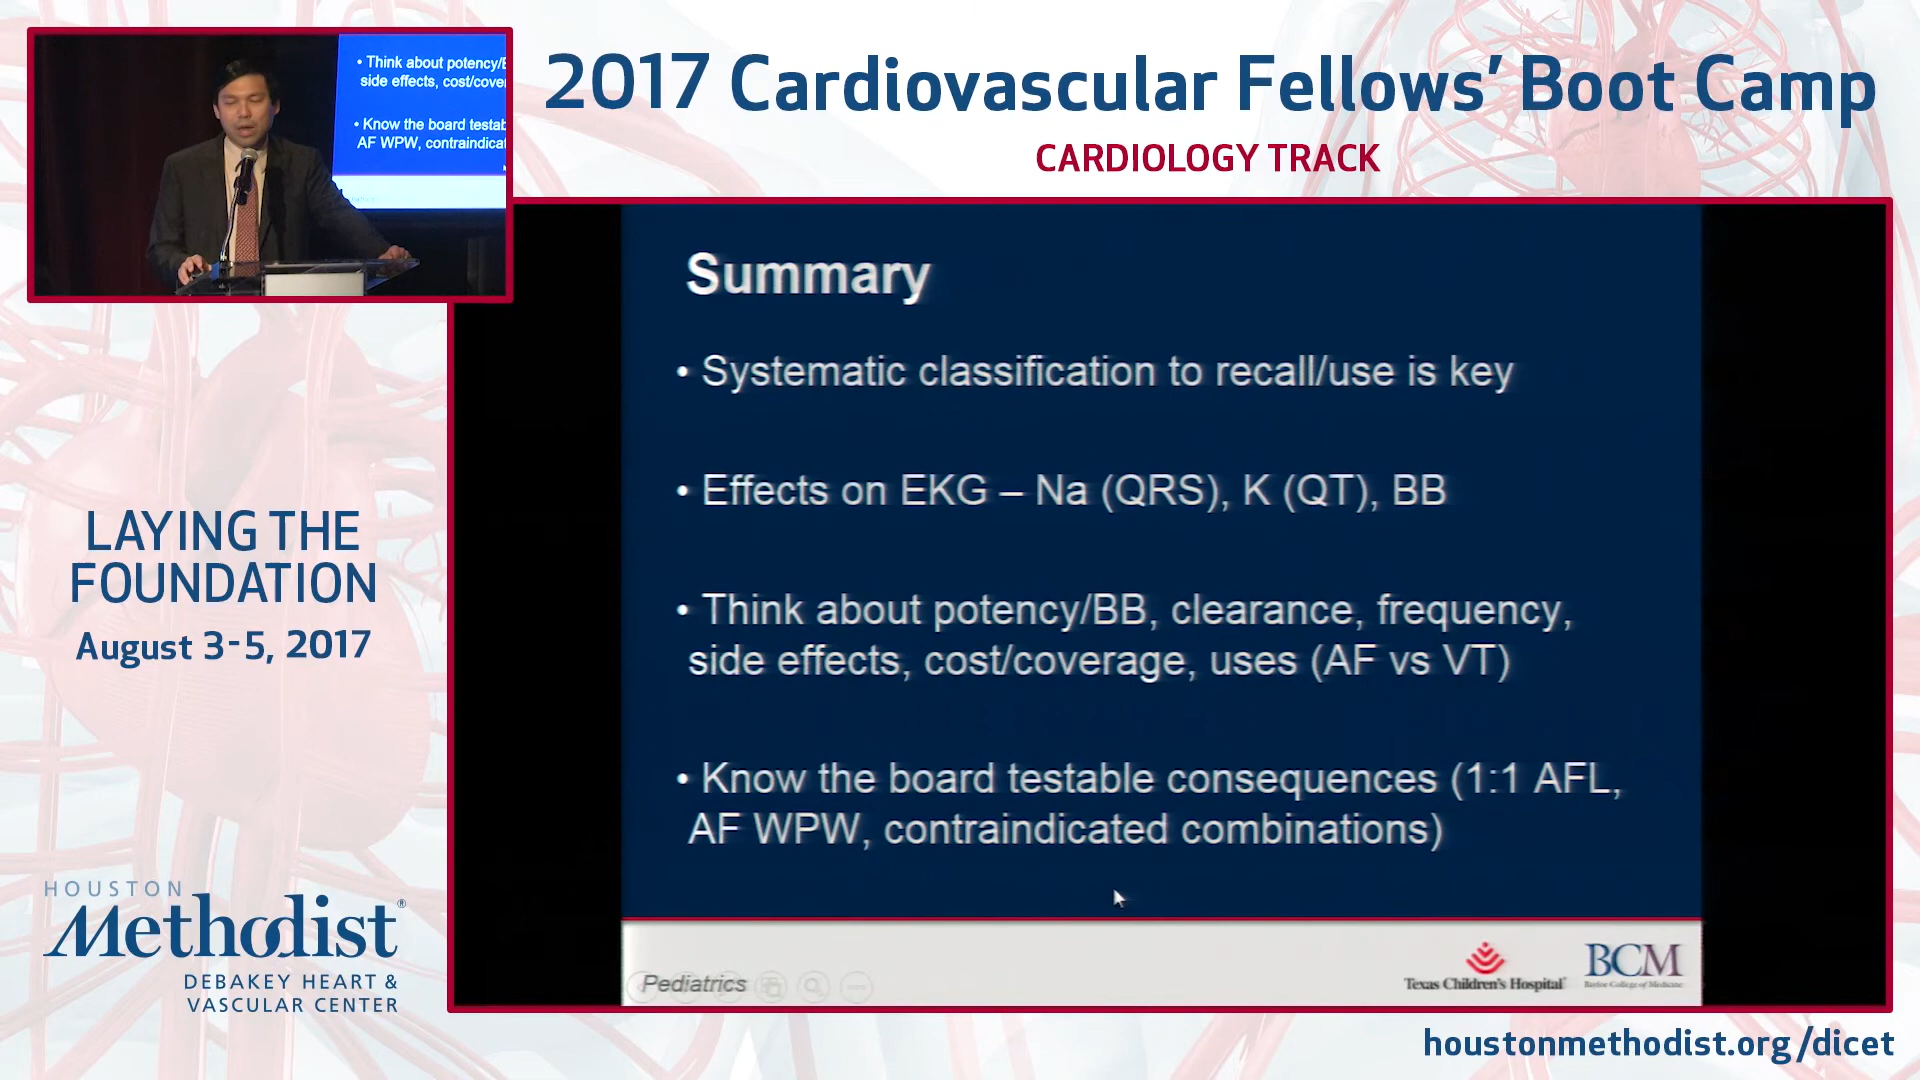 2017 Cardiovascular Fellows’ Boot Camp
CARDIOLOGY TRACK
• Think about potency/B
side effects, cost/cove
• Know the board testab
AF WPW, contraindicat
Summary
• Systematic classification to recall/use is key
• Effects on EKG – Na (QRS), K (QT), BB
• Think about potency/BB, clearance, frequency,
side effects, cost/coverage, uses (AF vs VT)
• Know the board testable consequences (1:1 AFL,
AF WPW, contraindicated combinations)
Pediatrics
Texas Children's Hospital
BCM
Baylor College of Medicine
LAYING THE
FOUNDATION
August 3-5, 2017
HOUSTON
Methodist®
DEBAKEY HEART &
VASCULAR CENTER
houstonmethodist.org/dicet